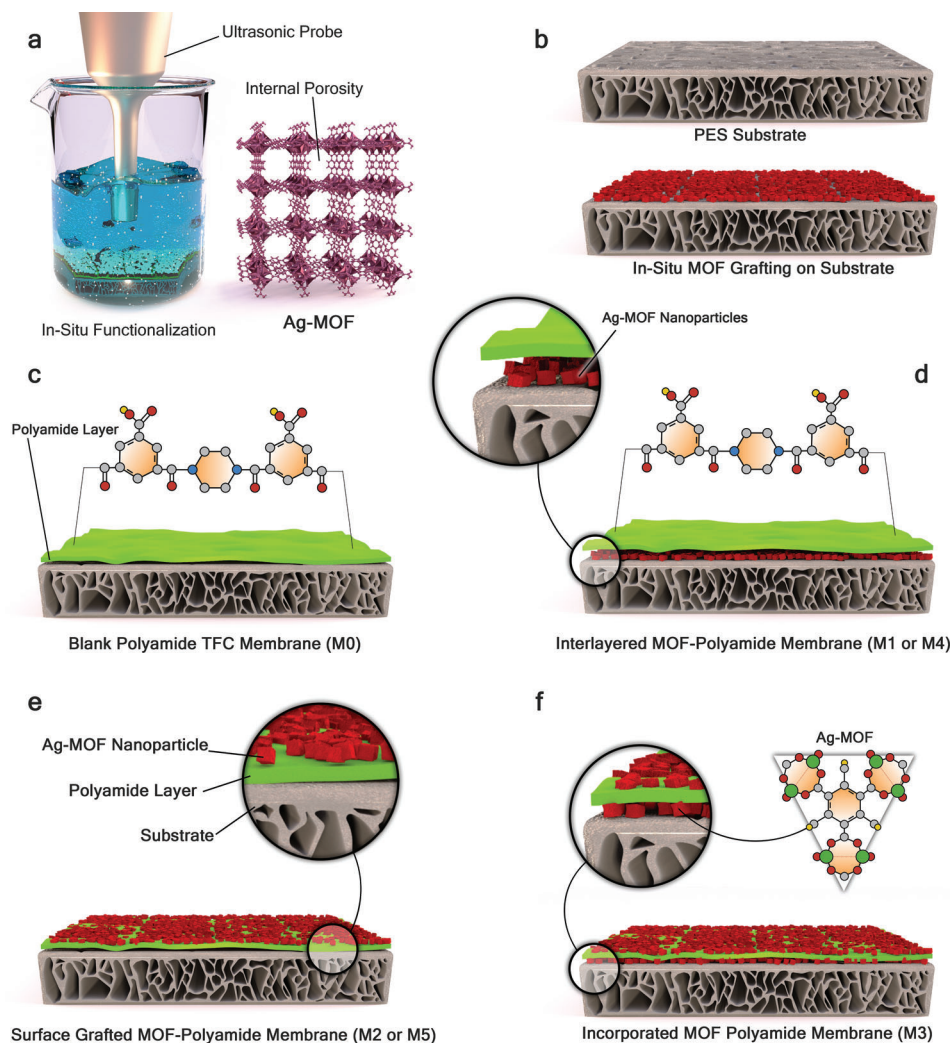 a
Ultrasonic Probe
Internal Porosity
In-Situ Functionalization
Ag-MOF
b
PES Substrate
In-Situ MOF Grafting on Substrate
c
Polyamide Layer
Blank Polyamide TFC Membrane (M0)
Ag-MOF Nanoparticles
d
Interlayered MOF-Polyamide Membrane (M1 or M4)
e
Ag-MOF Nanoparticle
Polyamide Layer
Substrate
Surface Grafted MOF-Polyamide Membrane (M2 or M5)
f
Ag-MOF
Incorporated MOF Polyamide Membrane (M3)